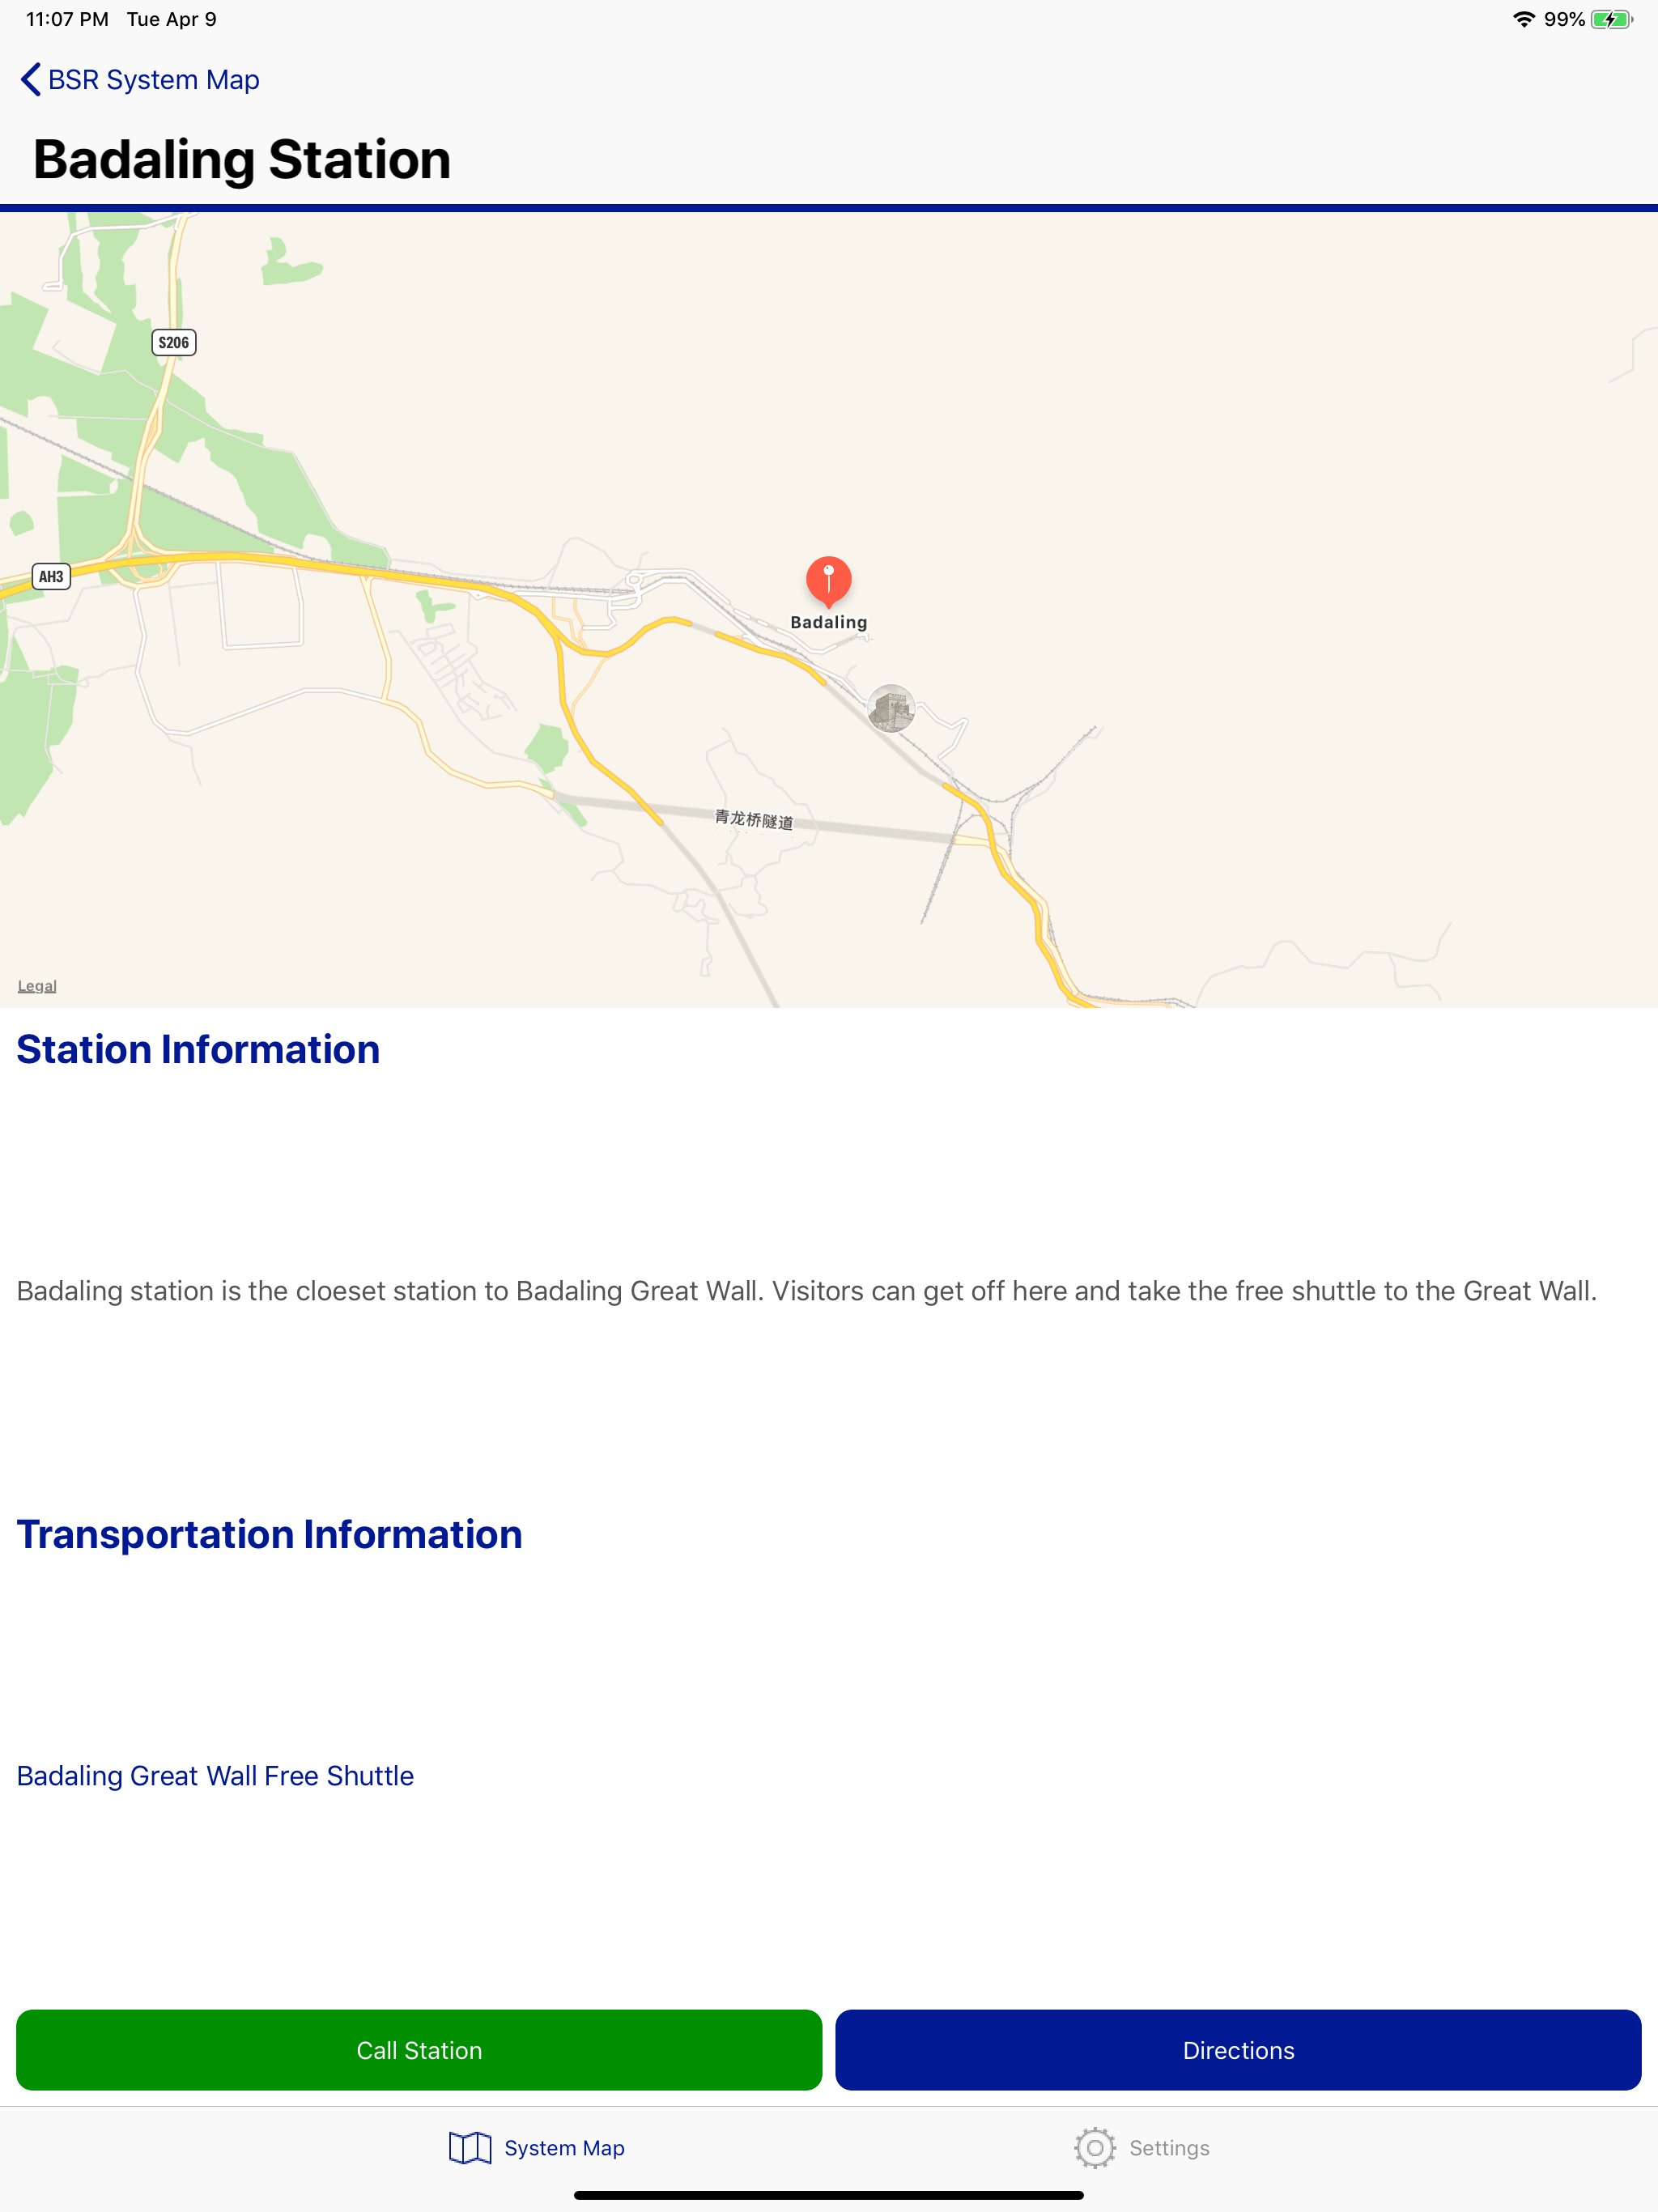 11:07 PM Tue Apr 9 99%
BSR System Map
Badaling Station
S206
AH3
Badaling
青龙桥隧道
Legal
Station Information
Badaling station is the cloeset station to Badaling Great Wall. Visitors can get off here and take the free shuttle to the Great Wall.
Transportation Information
Badaling Great Wall Free Shuttle
Call Station Directions
System Map Settings